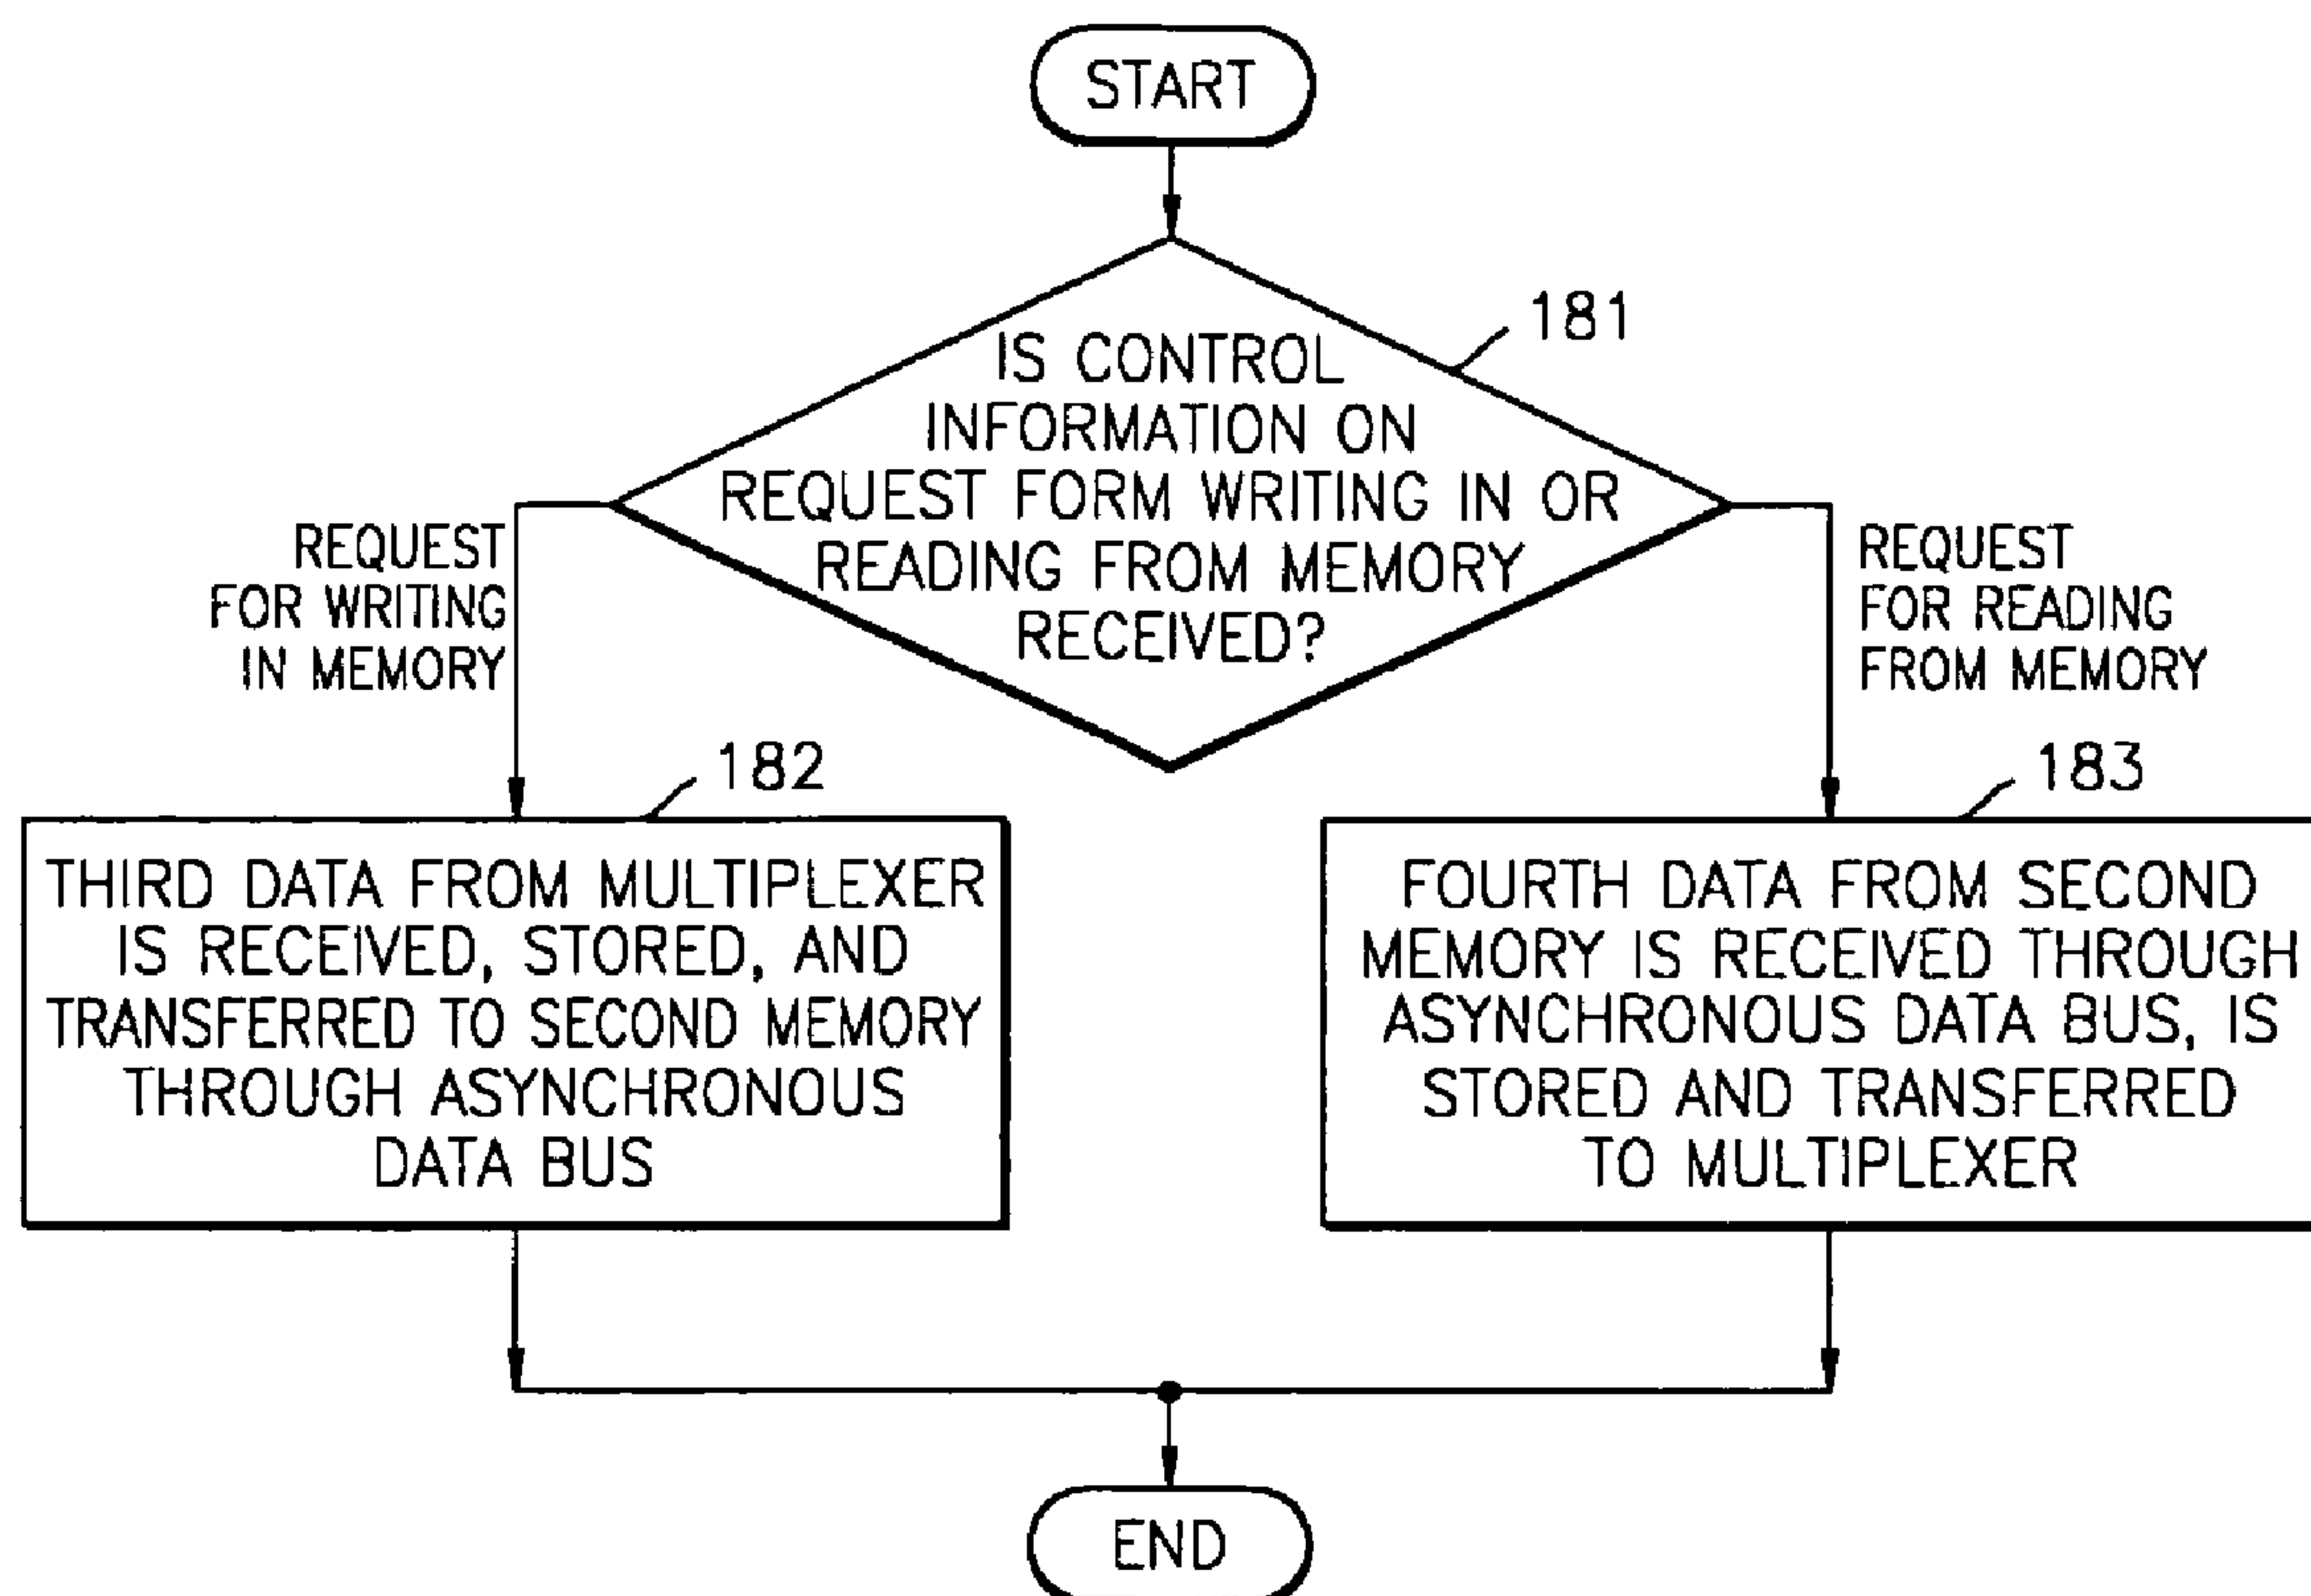 START
181
IS CONTROL
INFORMATION ON
REQUEST FORM WRITING IN OR
READING FROM MEMORY
RECEIVED?
REQUEST
FOR WRITING
IN MEMORY
REQUEST
FOR READING
FROM MEMORY
182
THIRD DATA FROM MULTIPLEXER
IS RECEIVED, STORED, AND
TRANSFERRED TO SECOND MEMORY
THROUGH ASYNCHRONOUS
DATA BUS
183
FOURTH DATA FROM SECOND
MEMORY IS RECEIVED THROUGH
ASYNCHRONOUS DATA BUS, IS
STORED AND TRANSFERRED
TO MULTIPLEXER
END